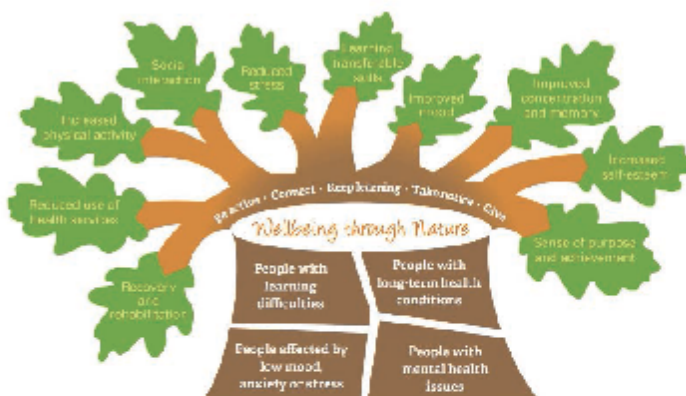 Recovery
and
rehabilitation
Reduced use of
health services
Increased
physical activity
Social
interaction
Reduced
stress
Learning
transferable
skills
Improved
mood
Improved
concentration
and memory
Increased
self-esteem
Sense of purpose
and achievement
Be active · Connect · Keep learning · Take notice · Give
Wellbeing through Nature
People with
learning
difficulties
People with
long-term health
conditions
People affected by
low mood,
anxiety or stress
People with
mental health
issues